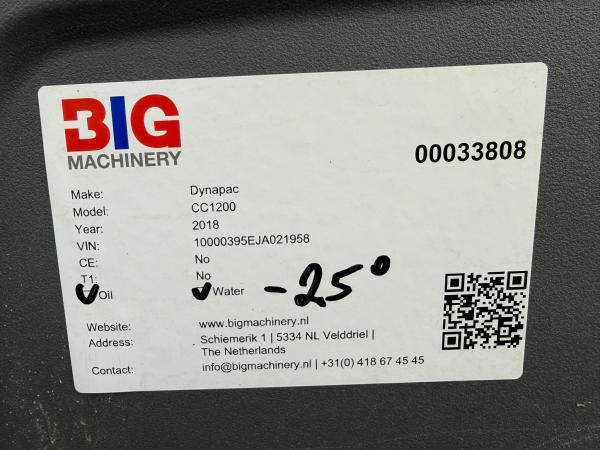 BIG
MACHINERY
00033808
Make: Dynapac
Model: CC1200
Year: 2018
VIN: 10000395EJA021958
CE: No
T1: No
Oil Water -25°
Website: www.bigmachinery.nl
Address: Schiemerik 1 | 5334 NL Velddriel |
The Netherlands
Contact: info@bigmachinery.nl | +31(0) 418 67 45 45